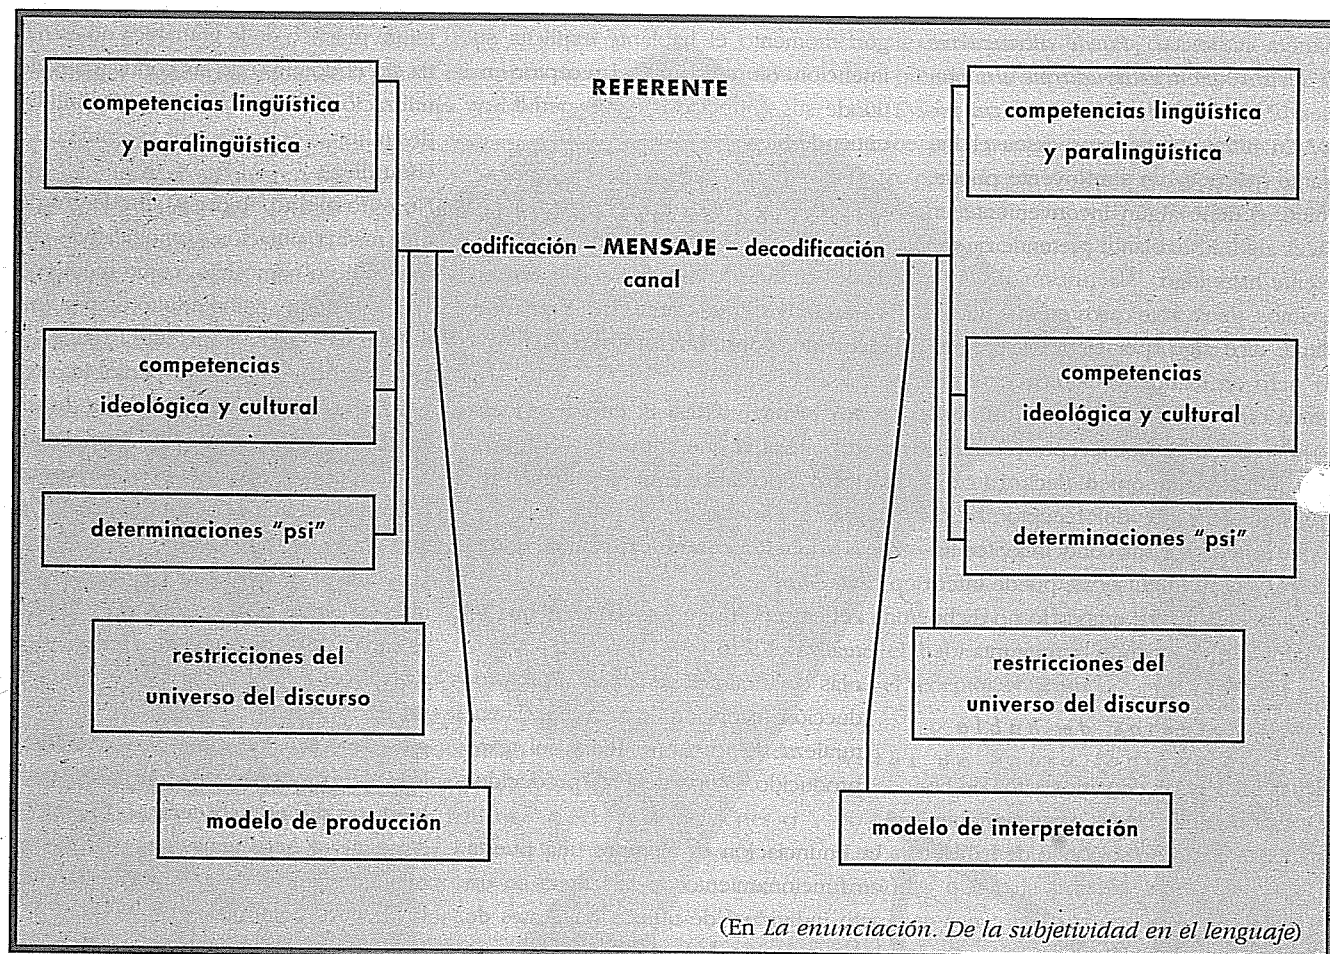 REFERENTE
competencias lingüística
y paralingüística
competencias lingüística
y paralingüística
codificación – MENSAJE – decodificación
canal
competencias
ideológica y cultural
competencias
ideológica y cultural
determinaciones "psi"
determinaciones "psi"
restricciones del
universo del discurso
restricciones del
universo del discurso
modelo de producción
modelo de interpretación
(En La enunciación. De la subjetividad en el lenguaje)